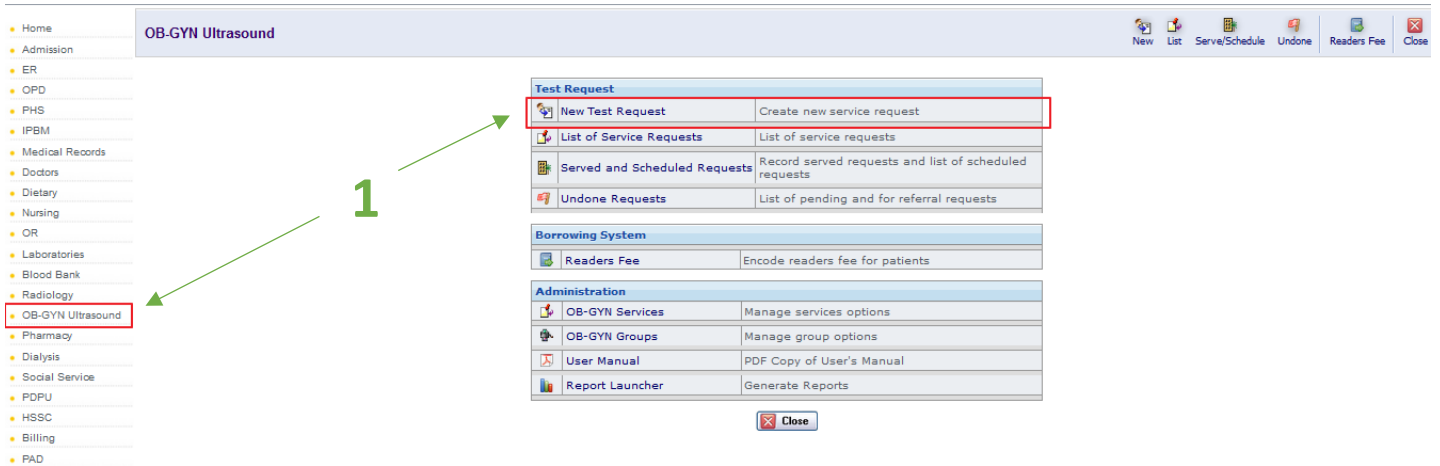 Home
Admission
ER
OPD
PHS
IPBM
Medical Records
Doctors
Dietary
Nursing
OR
Laboratories
Blood Bank
Radiology
OB-GYN Ultrasound
Pharmacy
Dialysis
Social Service
PDPU
HSSC
Billing
PAD
OB-GYN Ultrasound
New List Serve/Schedule Undone Readers Fee Close
1
Test Request
New Test Request Create new service request
List of Service Requests List of service requests
Served and Scheduled Requests Record served requests and list of scheduled
requests
Undone Requests List of pending and for referral requests
Borrowing System
Readers Fee Encode readers fee for patients
Administration
OB-GYN Services Manage services options
OB-GYN Groups Manage group options
User Manual PDF Copy of User's Manual
Report Launcher Generate Reports
Close